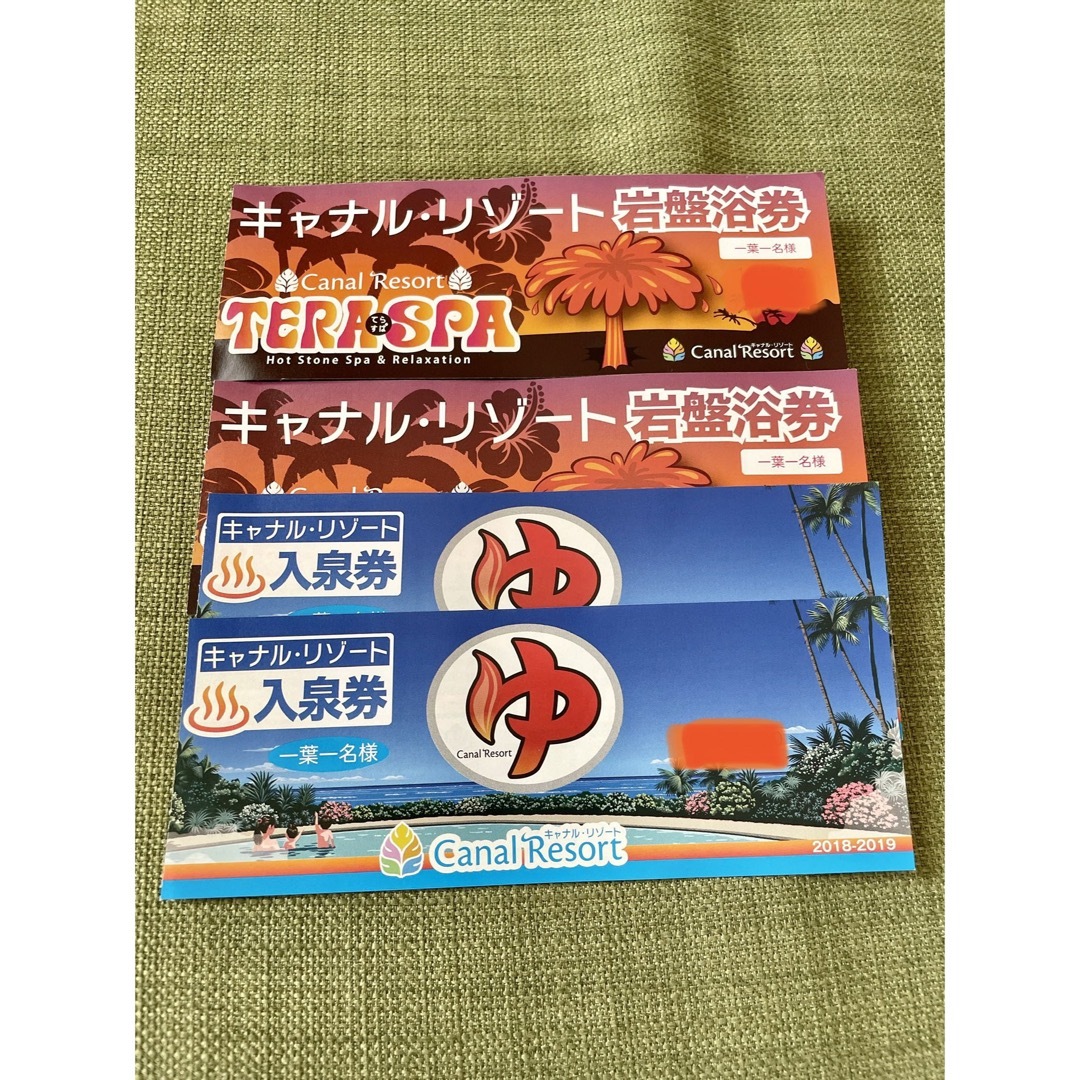 キャナル・リゾート 岩盤浴券
一葉一名様
Canal Resort
TERA てらすぱ SPA
Hot Stone Spa & Relaxation
キャナル・リゾート
Canal Resort
キャナル・リゾート 岩盤浴券
一葉一名様
Canal Resort
キャナル・リゾート
入泉券
ゆ
キャナル・リゾート
入泉券
一葉一名様
ゆ
Canal Resort
キャナル・リゾート
Canal Resort
2018-2019